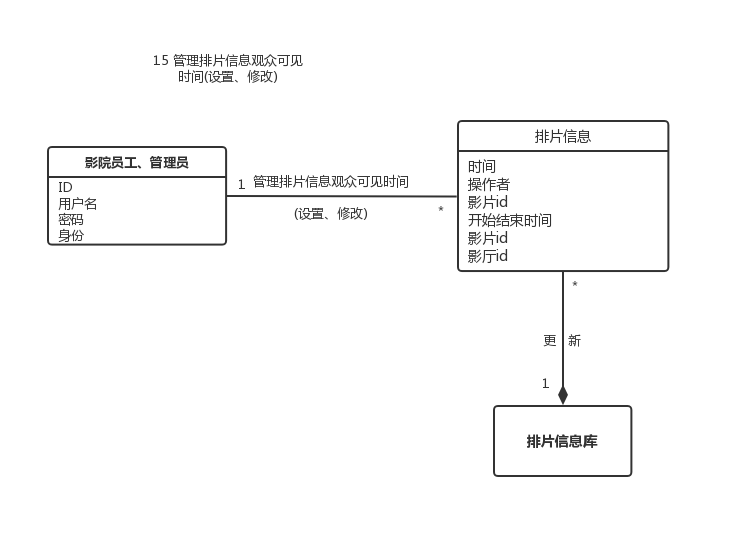 15 管理排片信息观众可见
时间(设置、修改)
影院员工、管理员
ID
用户名
密码
身份
1
管理排片信息观众可见时间
(设置、修改)
*
排片信息
时间
操作者
影片id
开始结束时间
影片id
影厅id
*
更 新
1
排片信息库